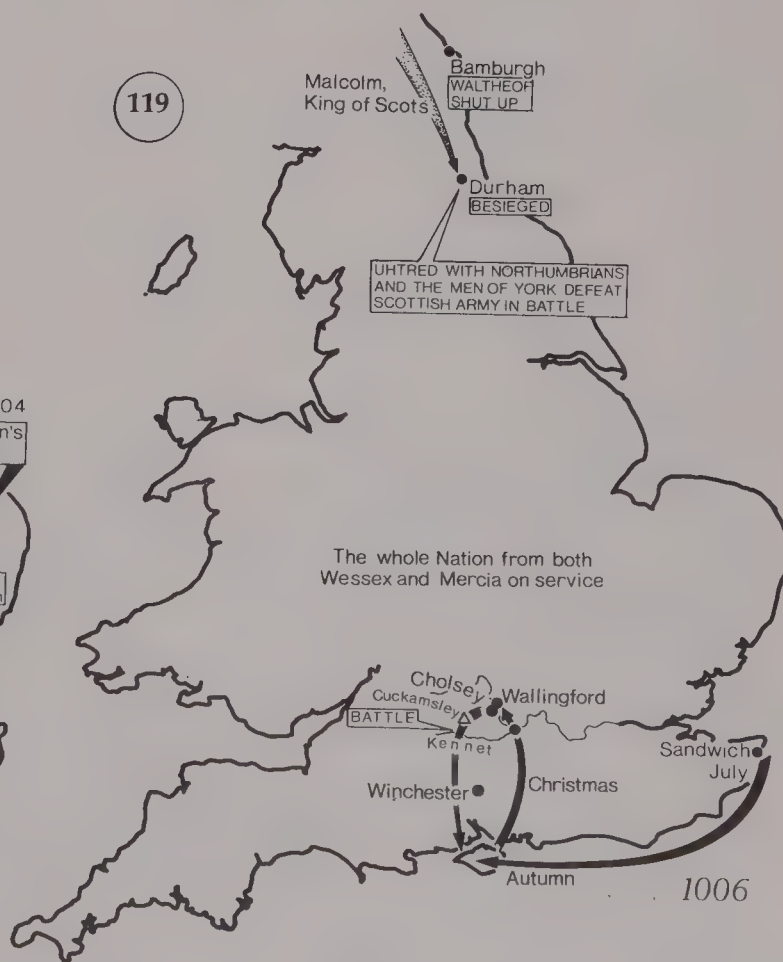 119
Malcolm,
King of Scots
Bamburgh
WALTHEOF
SHUT UP
Durham
BESIEGED
UHTRED WITH NORTHUMBRIANS
AND THE MEN OF YORK DEFEAT
SCOTTISH ARMY IN BATTLE
04
n's
The whole Nation from both
Wessex and Mercia on service
Cholsey
Wallingford
Cuckamsley
BATTLE
Kennet
Sandwich
July
Winchester
Christmas
Autumn
1006